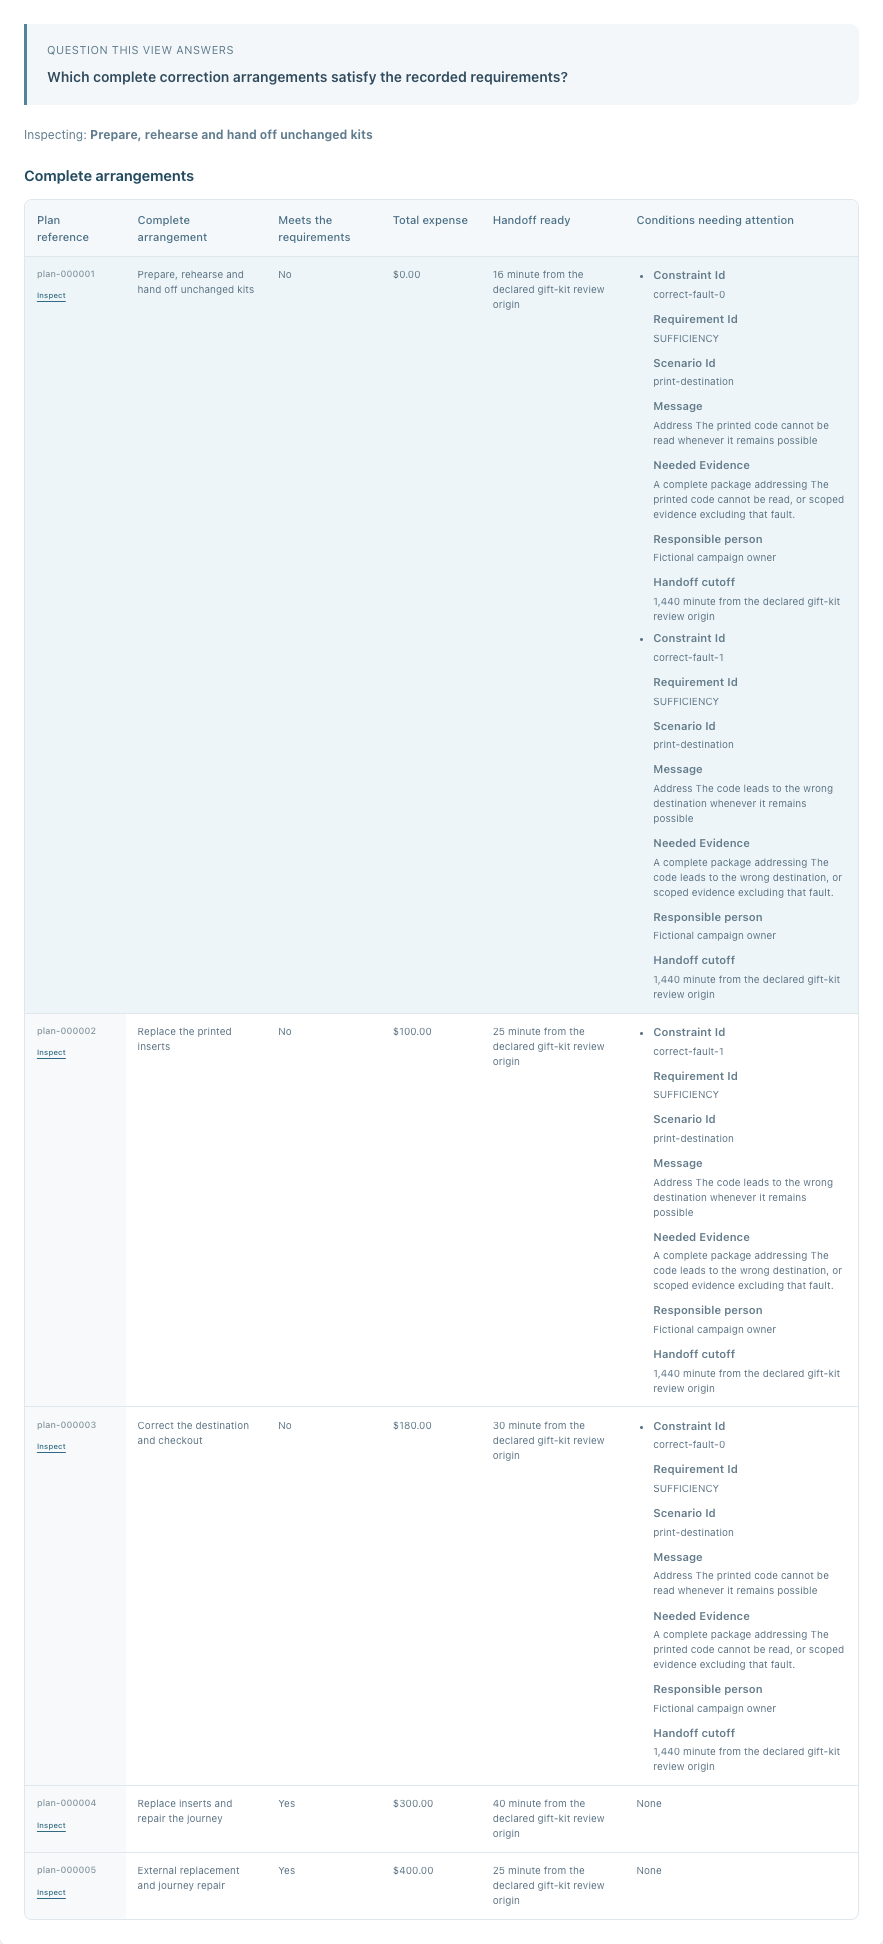 QUESTION THIS VIEW ANSWERS
Which complete correction arrangements satisfy the recorded requirements?
Inspecting: Prepare, rehearse and hand off unchanged kits
Complete arrangements
Plan
reference
Complete
arrangement
Meets the
requirements
Total expense
Handoff ready
Conditions needing attention
plan-000001
Inspect
Prepare, rehearse and
hand off unchanged kits
No
$0.00
16 minute from the
declared gift-kit review
origin
• Constraint Id
correct-fault-0
Requirement Id
SUFFICIENCY
Scenario Id
print-destination
Message
Address The printed code cannot be
read whenever it remains possible
Needed Evidence
A complete package addressing The
printed code cannot be read, or scoped
evidence excluding that fault.
Responsible person
Fictional campaign owner
Handoff cutoff
1,440 minute from the declared gift-kit
review origin
• Constraint Id
correct-fault-1
Requirement Id
SUFFICIENCY
Scenario Id
print-destination
Message
Address The code leads to the wrong
destination whenever it remains
possible
Needed Evidence
A complete package addressing The
code leads to the wrong destination, or
scoped evidence excluding that fault.
Responsible person
Fictional campaign owner
Handoff cutoff
1,440 minute from the declared gift-kit
review origin
plan-000002
Inspect
Replace the printed
inserts
No
$100.00
25 minute from the
declared gift-kit review
origin
• Constraint Id
correct-fault-1
Requirement Id
SUFFICIENCY
Scenario Id
print-destination
Message
Address The code leads to the wrong
destination whenever it remains
possible
Needed Evidence
A complete package addressing The
code leads to the wrong destination, or
scoped evidence excluding that fault.
Responsible person
Fictional campaign owner
Handoff cutoff
1,440 minute from the declared gift-kit
review origin
plan-000003
Inspect
Correct the destination
and checkout
No
$180.00
30 minute from the
declared gift-kit review
origin
• Constraint Id
correct-fault-0
Requirement Id
SUFFICIENCY
Scenario Id
print-destination
Message
Address The printed code cannot be
read whenever it remains possible
Needed Evidence
A complete package addressing The
printed code cannot be read, or scoped
evidence excluding that fault.
Responsible person
Fictional campaign owner
Handoff cutoff
1,440 minute from the declared gift-kit
review origin
plan-000004
Inspect
Replace inserts and
repair the journey
Yes
$300.00
40 minute from the
declared gift-kit review
origin
None
plan-000005
Inspect
External replacement
and journey repair
Yes
$400.00
25 minute from the
declared gift-kit review
origin
None